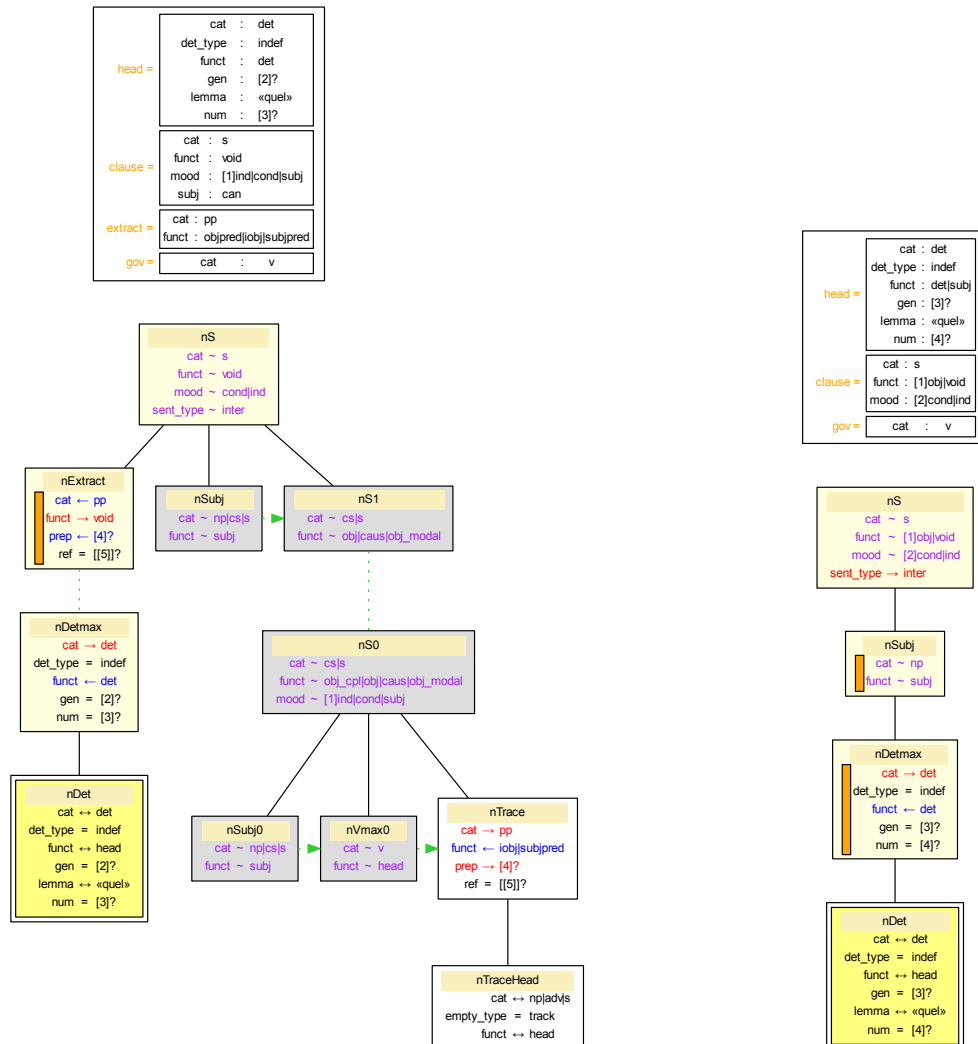 head =
cat : det
det_type : indef
funct : det
gen : [2]?
lemma : «quel»
num : [3]?
clause =
cat : s
funct : void
mood : [1]ind|cond|subj
subj : can
extract =
cat : pp
funct : objpred|iobj|subjpred
gov =
cat : v
nS
cat ~ s
funct ~ void
mood ~ cond|ind
sent_type ~ inter
nExtract
cat ← pp
funct → void
prep ← [4]?
ref = [[5]]?
nSubj
cat ~ np|cs|s
funct ~ subj
nS1
cat ~ cs|s
funct ~ obj|caus|obj_modal
nDetmax
cat → det
det_type = indef
funct ← det
gen = [2]?
num = [3]?
nS0
cat ~ cs|s
funct ~ obj_cpl|obj|caus|obj_modal
mood ~ [1]ind|cond|subj
nDet
cat ↔ det
det_type = indef
funct ↔ head
gen = [2]?
lemma ↔ «quel»
num = [3]?
nSubj0
cat ~ np|cs|s
funct ~ subj
nVmax0
cat ~ v
funct ~ head
nTrace
cat → pp
funct ← iobj|subjpred
prep → [4]?
ref = [[5]]?
nTraceHead
cat ↔ np|adv|s
empty_type = track
funct ↔ head
head =
cat : det
det_type : indef
funct : det|subj
gen : [3]?
lemma : «quel»
num : [4]?
clause =
cat : s
funct : [1]obj|void
mood : [2]cond|ind
gov =
cat : v
nS
cat ~ s
funct ~ [1]obj|void
mood ~ [2]cond|ind
sent_type → inter
nSubj
cat ~ np
funct ~ subj
nDetmax
cat → det
det_type = indef
funct ← det
gen = [3]?
num = [4]?
nDet
cat ↔ det
det_type = indef
funct ↔ head
gen = [3]?
lemma ↔ «quel»
num = [4]?